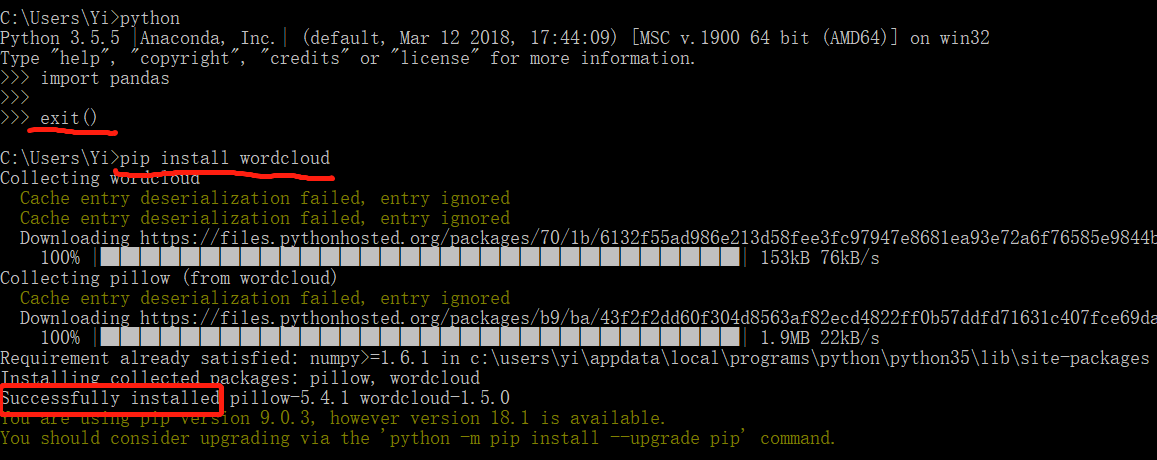 C:\Users\Yi>python
Python 3.5.5 |Anaconda, Inc.| (default, Mar 12 2018, 17:44:09) [MSC v.1900 64 bit (AMD64)] on win32
Type "help", "copyright", "credits" or "license" for more information.
>>> import pandas
>>>
>>> exit()
C:\Users\Yi>pip install wordcloud
Collecting wordcloud
Cache entry deserialization failed, entry ignored
Cache entry deserialization failed, entry ignored
Downloading https://files.pythonhosted.org/packages/70/1b/6132f55ad986e213d58fee3fc97947e8681ea93e72a6f76585e9844b
100% |████████████████████████████████| 153kB 76kB/s
Collecting pillow (from wordcloud)
Cache entry deserialization failed, entry ignored
Downloading https://files.pythonhosted.org/packages/b9/ba/43f2f2dd60f304d8563af82ecd4822ff0b57ddfd71631c407fce69da
100% |████████████████████████████████| 1.9MB 22kB/s
Requirement already satisfied: numpy>=1.6.1 in c:\users\yi\appdata\local\programs\python\python35\lib\site-packages
Installing collected packages: pillow, wordcloud
Successfully installed pillow-5.4.1 wordcloud-1.5.0
You are using pip version 9.0.3, however version 18.1 is available.
You should consider upgrading via the 'python -m pip install --upgrade pip' command.